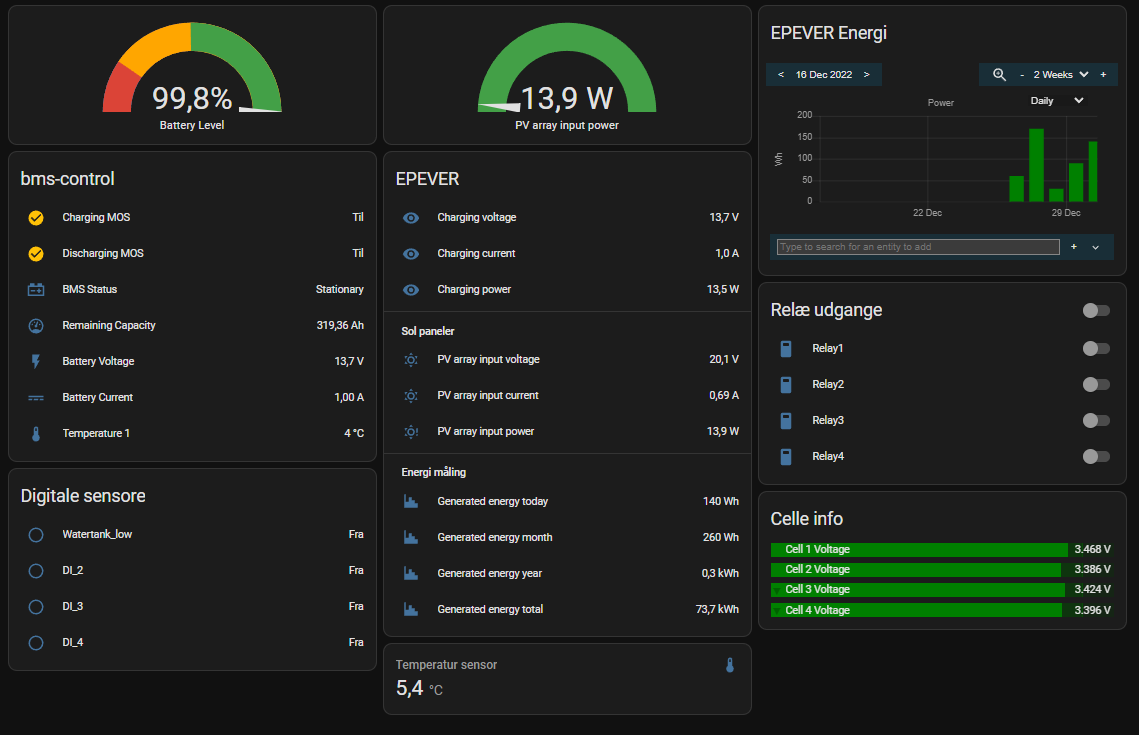 99,8%
Battery Level
bms-control
Charging MOS Til
Discharging MOS Til
BMS Status Stationary
Remaining Capacity 319,36 Ah
Battery Voltage 13,7 V
Battery Current 1,00 A
Temperature 1 4 °C
Digitale sensore
Watertank_low Fra
DI_2 Fra
DI_3 Fra
DI_4 Fra
13,9 W
PV array input power
EPEVER
Charging voltage 13,7 V
Charging current 1,0 A
Charging power 13,5 W
Sol paneler
PV array input voltage 20,1 V
PV array input current 0,69 A
PV array input power 13,9 W
Energi måling
Generated energy today 140 Wh
Generated energy month 260 Wh
Generated energy year 0,3 kWh
Generated energy total 73,7 kWh
Temperatur sensor
5,4 °C
EPEVER Energi
< 16 Dec 2022 > - 2 Weeks +
Power Daily
200
150
100
50
0
Wh
22 Dec 29 Dec
Type to search for an entity to add +
Relæ udgange
Relay1
Relay2
Relay3
Relay4
Celle info
Cell 1 Voltage 3.468 V
Cell 2 Voltage 3.386 V
Cell 3 Voltage 3.424 V
Cell 4 Voltage 3.396 V